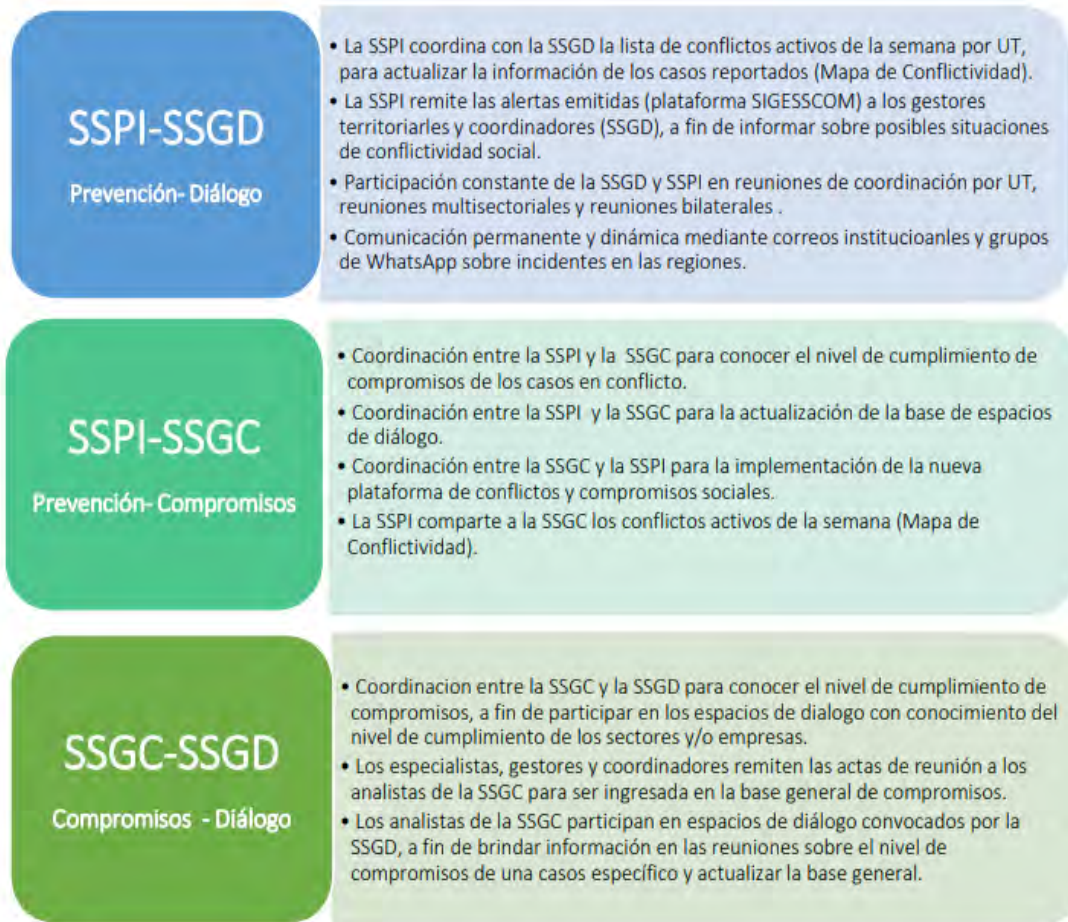 SSPI-SSGD
Prevención- Diálogo
• La SSPI coordina con la SSGD la lista de conflictos activos de la semana por UT,
para actualizar la información de los casos reportados (Mapa de Conflictividad).
• La SSPI remite las alertas emitidas (plataforma SIGESSCOM) a los gestores
territoriarles y coordinadores (SSGD), a fin de informar sobre posibles situaciones
de conflictividad social.
• Participación constante de la SSGD y SSPI en reuniones de coordinación por UT,
reuniones multisectoriales y reuniones bilaterales .
• Comunicación permanente y dinámica mediante correos institucioanles y grupos
de WhatsApp sobre incidentes en las regiones.
SSPI-SSGC
Prevención- Compromisos
• Coordinación entre la SSPI y la  SSGC para conocer el nivel de cumplimiento de
compromisos de los casos en conflicto.
• Coordinación entre la SSPI  y la SSGC para la actualización de la base de espacios
de diálogo.
• Coordinación entre la SSGC y la SSPI para la implementación de la nueva
plataforma de conflictos y compromisos sociales.
• La SSPI comparte a la SSGC los conflictos activos de la semana (Mapa de
Conflictividad).
SSGC-SSGD
Compromisos  - Diálogo
• Coordinacion entre la SSGC y la SSGD para conocer el nivel de cumplimiento de
compromisos, a fin de participar en los espacios de dialogo con conocimiento del
nivel de cumplimiento de los sectores y/o empresas.
• Los especialistas, gestores y coordinadores remiten las actas de reunión a los
analistas de la SSGC para ser ingresada en la base general de compromisos.
• Los analistas de la SSGC participan en espacios de diálogo convocados por la
SSGD, a fin de brindar información en las reuniones sobre el nivel de
compromisos de una casos específico y actualizar la base general.